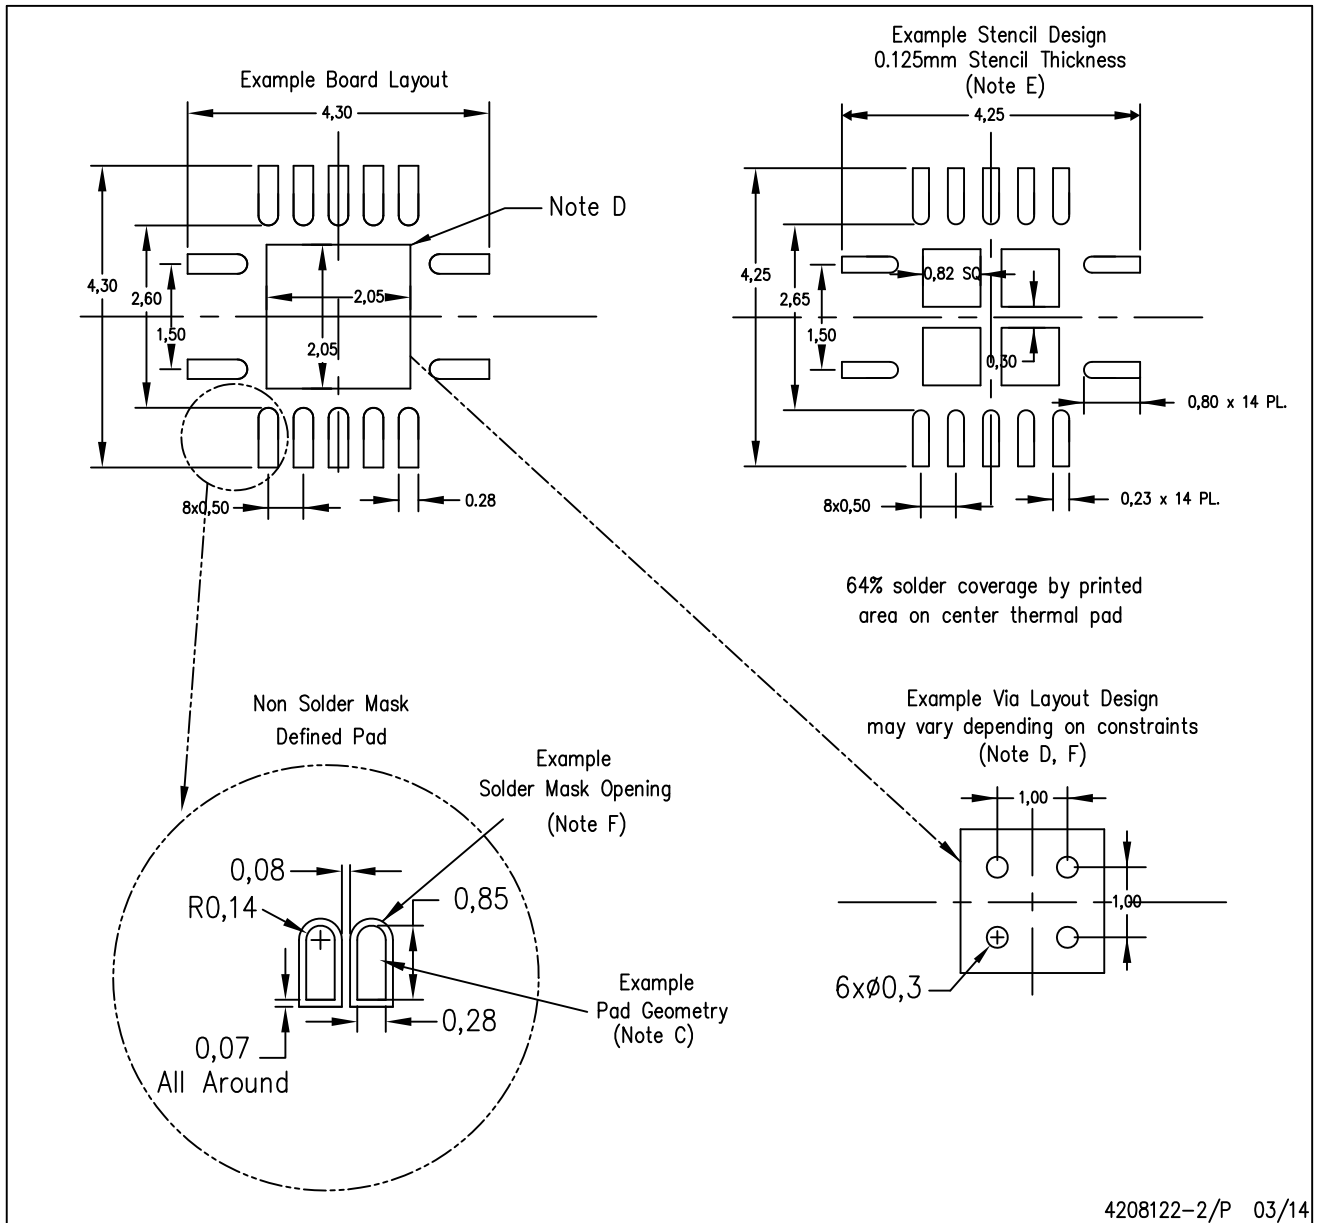 Example Board Layout
4,30
4,30
2,60
1,50
2,05
2,05
Note D
8x0,50
0.28
Example Stencil Design
0.125mm Stencil Thickness
(Note E)
4,25
4,25
2,65
1,50
0,82 SQ
0,30
0,80 x 14 PL.
8x0,50
0,23 x 14 PL.
64% solder coverage by printed
area on center thermal pad
Non Solder Mask
Defined Pad
Example
Solder Mask Opening
(Note F)
0,08
R0,14
0,85
0,28
0,07
All Around
Example
Pad Geometry
(Note C)
Example Via Layout Design
may vary depending on constraints
(Note D, F)
1,00
1,00
6xø0,3
4208122-2/P 03/14